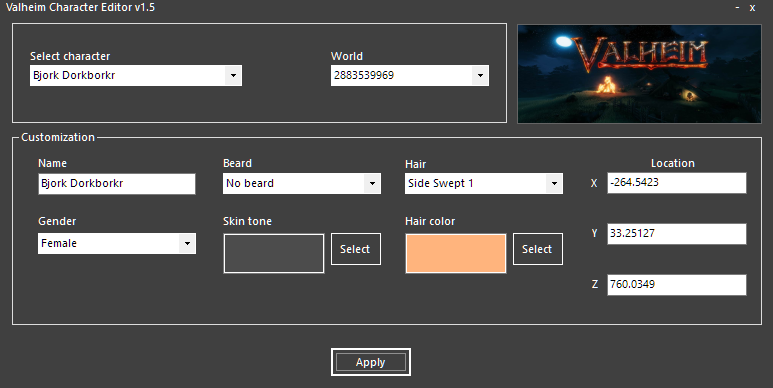 Valheim Character Editor v1.5
- x
Select character
World
Bjork Dorkborkr
2883539969
VALHEIM
Customization
Name
Beard
Hair
Location
Bjork Dorkborkr
No beard
Side Swept 1
X
-264.5423
Gender
Skin tone
Hair color
Female
Select
Select
Y
33.25127
Z
760.0349
Apply